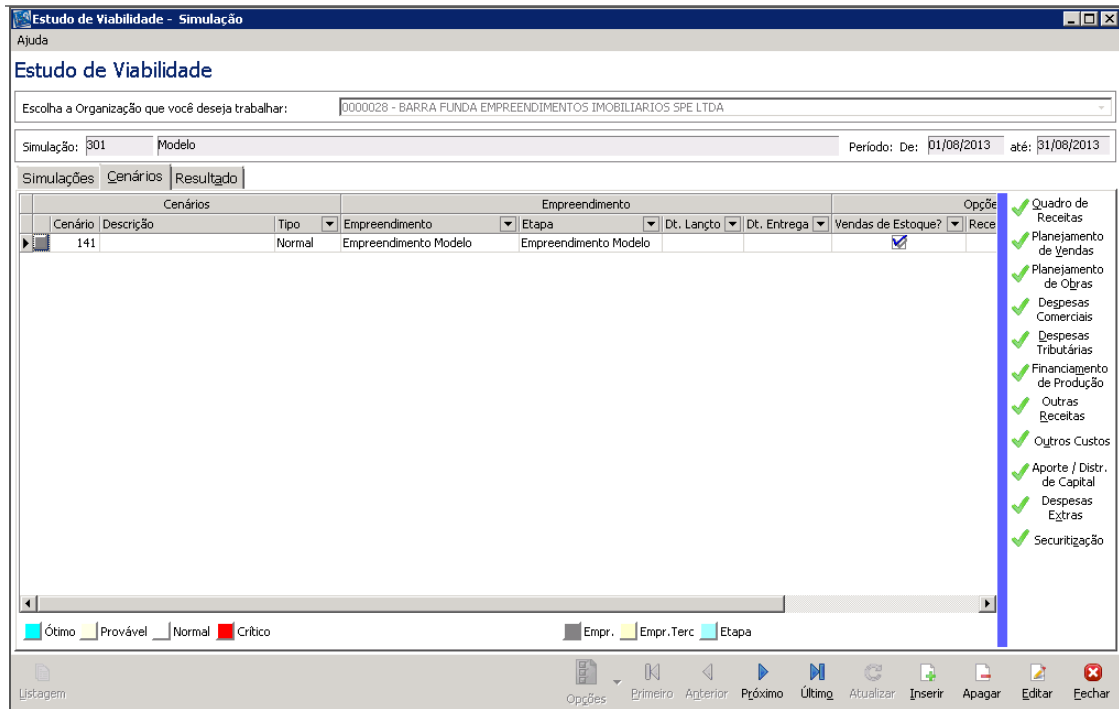 Estudo de Viabilidade - Simulação
Ajuda
Estudo de Viabilidade
Escolha a Organização que você deseja trabalhar: 0000028 - BARRA FUNDA EMPREENDIMENTOS IMOBILIARIOS SPE LTDA
Simulação: 301 Modelo Período: De: 01/08/2013 até: 31/08/2013
Simulações Cenários Resultado
Cenários Empreendimento Opçõe
Cenário Descrição Tipo Empreendimento Etapa Dt. Lançto Dt. Entrega Vendas de Estoque? Rece
141 Normal Empreendimento Modelo Empreendimento Modelo
Quadro de
Receitas
Planejamento
de Vendas
Planejamento
de Obras
Despesas
Comerciais
Despesas
Tributárias
Financiamento
de Produção
Outras
Receitas
Outros Custos
Aporte / Distr.
de Capital
Despesas
Extras
Securitização
Ótimo Provável Normal Crítico Empr. Empr.Terc Etapa
Listagem Opções Primeiro Anterior Próximo Último Atualizar Inserir Apagar Editar Fechar